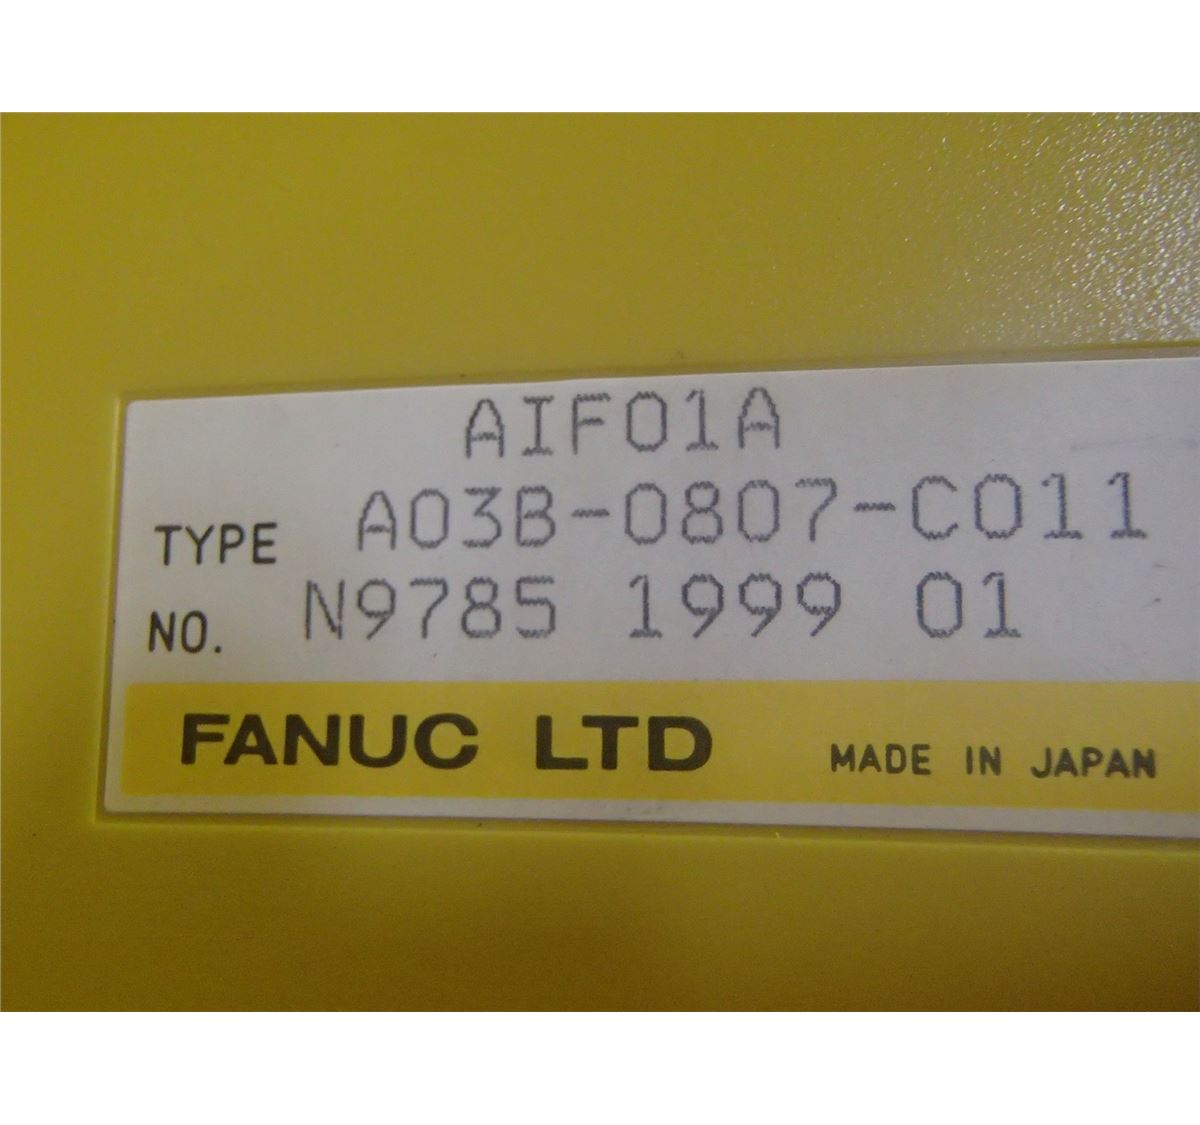 AIF01A
TYPE A03B-0807-C011
NO. N9785 1999 01
FANUC LTD MADE IN JAPAN